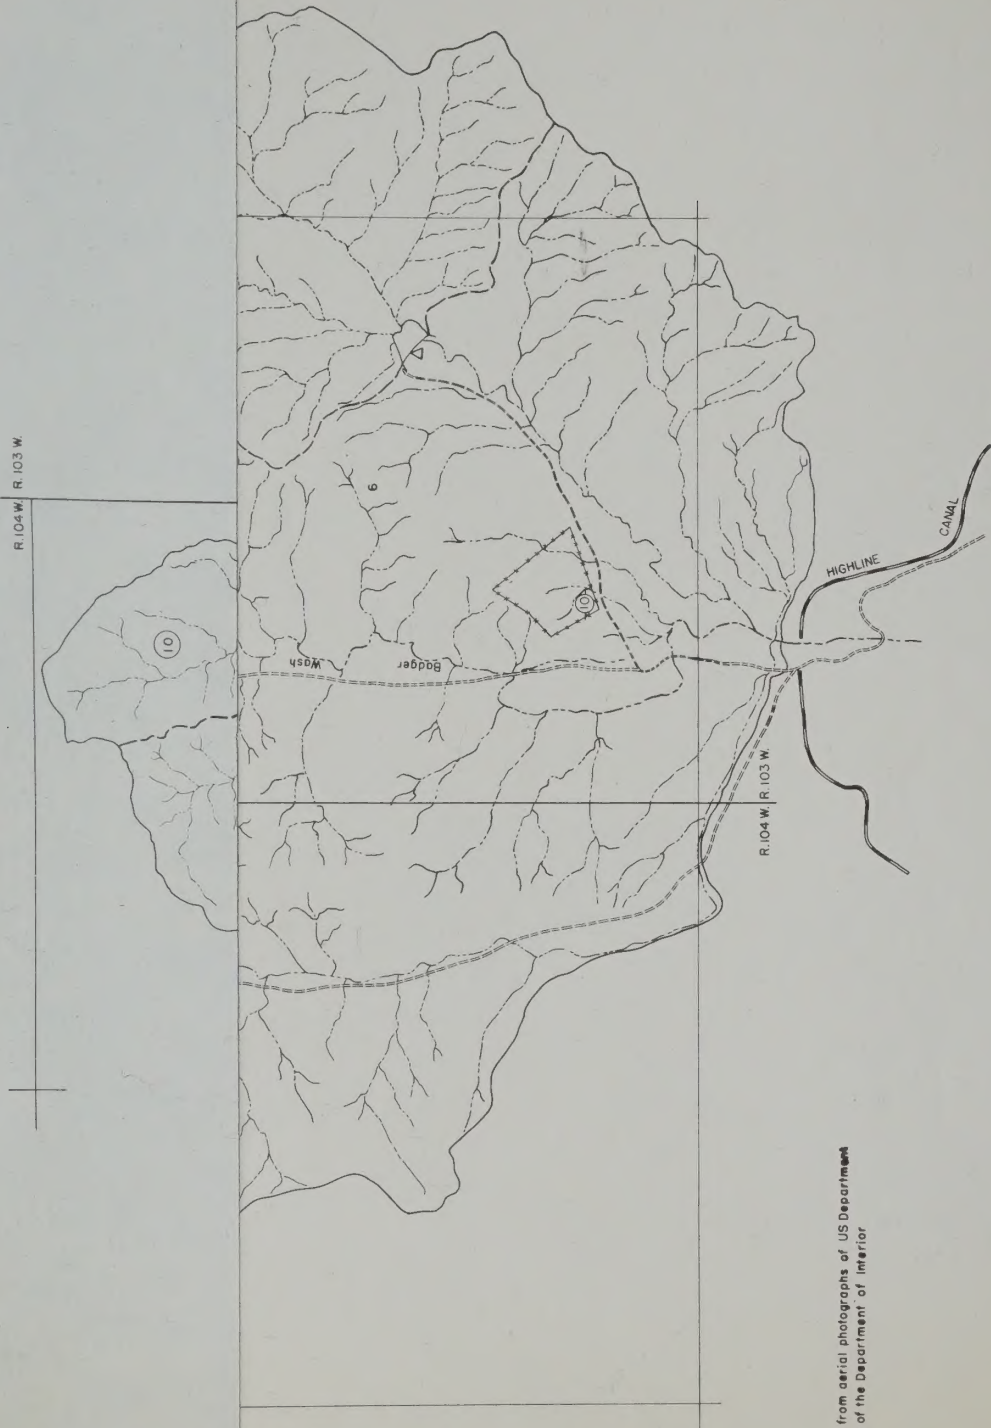 R.104 W. R. 103 W.
10
6
10
Wash
Badger
HIGHLINE
CANAL
R.104 W. R.103 W.
from aerial photographs of US Department
of the Department of Interior